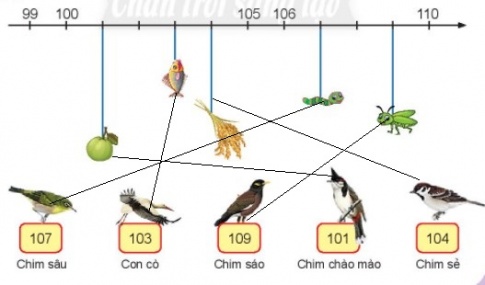 Chân trời sáng tạo
99 100 105 106 110
107 103 109 101 104
Chim sâu Con cò Chim sáo Chim chào mào Chim sẻ